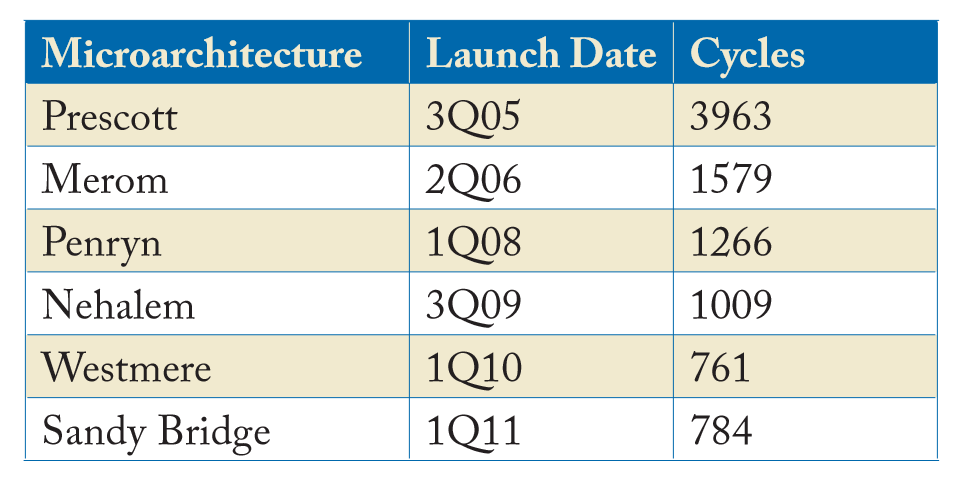 Microarchitecture Launch Date Cycles
Prescott 3Q05 3963
Merom 2Q06 1579
Penryn 1Q08 1266
Nehalem 3Q09 1009
Westmere 1Q10 761
Sandy Bridge 1Q11 784